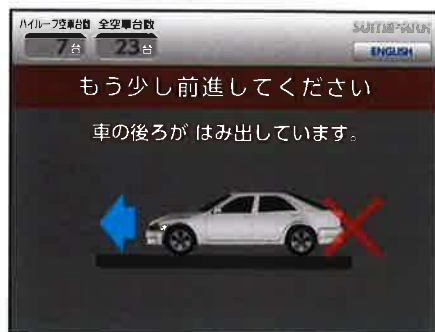 ハイルーフ空車台数 全空車台数
7台 23台
SUMIPARK
ENGLISH
もう少し前進してください
車の後ろが はみ出しています。